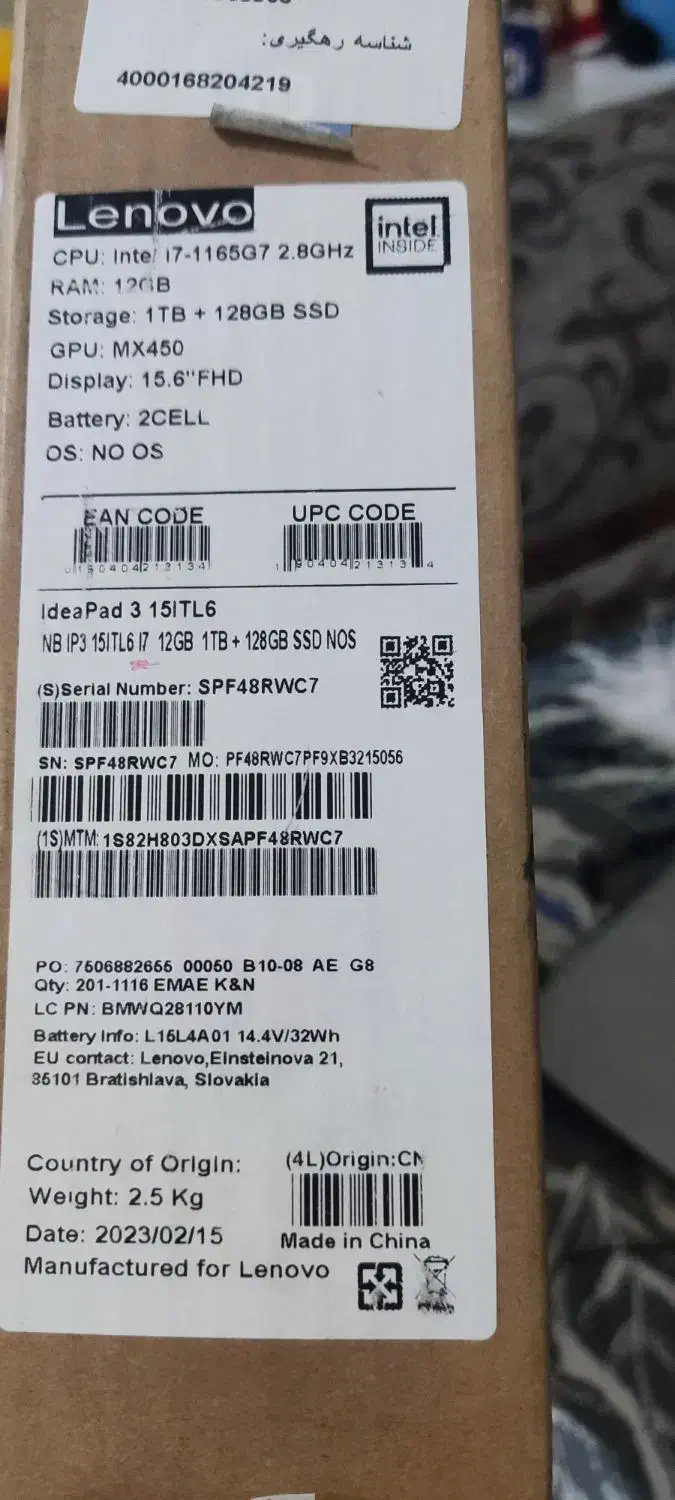 شناسه رهگیری:
4000168204219
Lenovo
intel
INSIDE
CPU: Intel i7-1165G7 2.8GHz
RAM: 12GB
Storage: 1TB + 128GB SSD
GPU: MX450
Display: 15.6"FHD
Battery: 2CELL
OS: NO OS
EAN CODE
UPC CODE
1 90404 21313 4
IdeaPad 3 15ITL6
NB IP3 15ITL6 I7 12GB 1TB + 128GB SSD NOS
(S)Serial Number: SPF48RWC7
SN: SPF48RWC7 MO: PF48RWC7PF9XB3215056
(1S)MTM: 1S82H803DXSAPF48RWC7
PO: 7506882655 00050 B10-08 AE G8
Qty: 201-1116 EMAE K&N
LC PN: BMWQ28110YM
Battery Info: L15L4A01 14.4V/32Wh
EU contact: Lenovo,Elnsteinova 21,
85101 Bratishlava, Slovakia
Country of Origin:
(4L)Origin:CN
Weight: 2.5 Kg
Date: 2023/02/15
Made in China
Manufactured for Lenovo